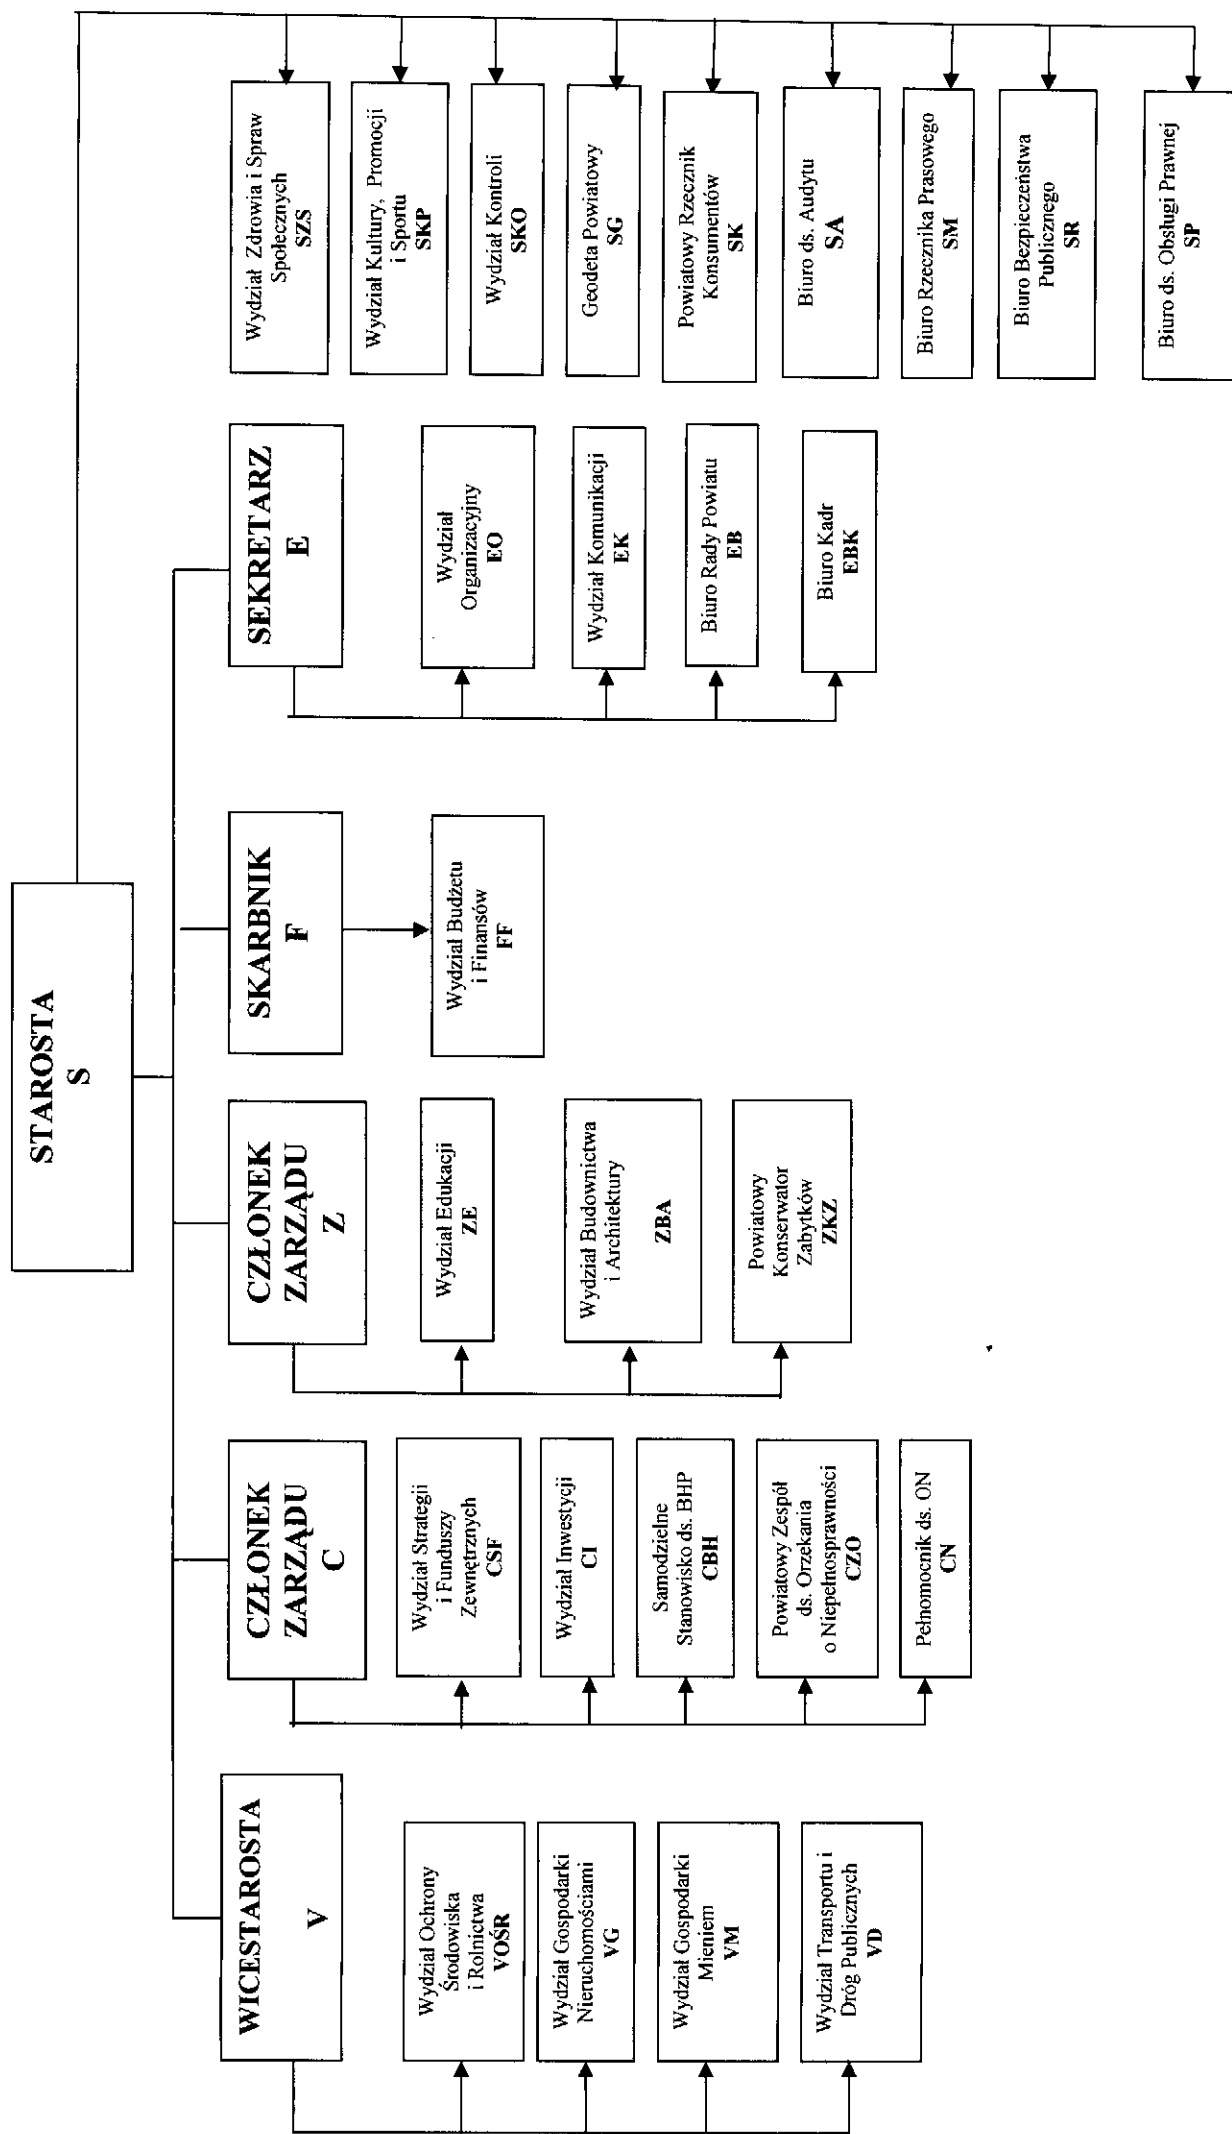 STAROSTA
S
WICESTAROSTA
V
Wydział Ochrony
Środowiska
i Rolnictwa
VOŚR
Wydział Gospodarki
Nieruchomościami
VG
Wydział Gospodarki
Mieniem
VM
Wydział Transportu i
Dróg Publicznych
VD
CZŁONEK
ZARZĄDU
C
Wydział Strategii
i Funduszy
Zewnętrznych
CSF
Wydział Inwestycji
CI
Samodzielne
Stanowisko ds. BHP
CBH
Powiatowy Zespół
ds. Orzekania
o Niepełnosprawności
CZO
Pełnomocnik ds. ON
CN
CZŁONEK
ZARZĄDU
Z
Wydział Edukacji
ZE
Wydział Budownictwa
i Architektury
ZBA
Powiatowy
Konserwator
Zabytków
ZKZ
SKARBNIK
F
Wydział Budżetu
i Finansów
FF
SEKRETARZ
E
Wydział
Organizacyjny
EO
Wydział Komunikacji
EK
Biuro Rady Powiatu
EB
Biuro Kadr
EBK
Wydział Zdrowia i Spraw
Społecznych
SZS
Wydział Kultury, Promocji
i Sportu
SKP
Wydział Kontroli
SKO
Geodeta Powiatowy
SG
Powiatowy Rzecznik
Konsumentów
SK
Biuro ds. Audytu
SA
Biuro Rzecznika Prasowego
SM
Biuro Bezpieczeństwa
Publicznego
SR
Biuro ds. Obsługi Prawnej
SP